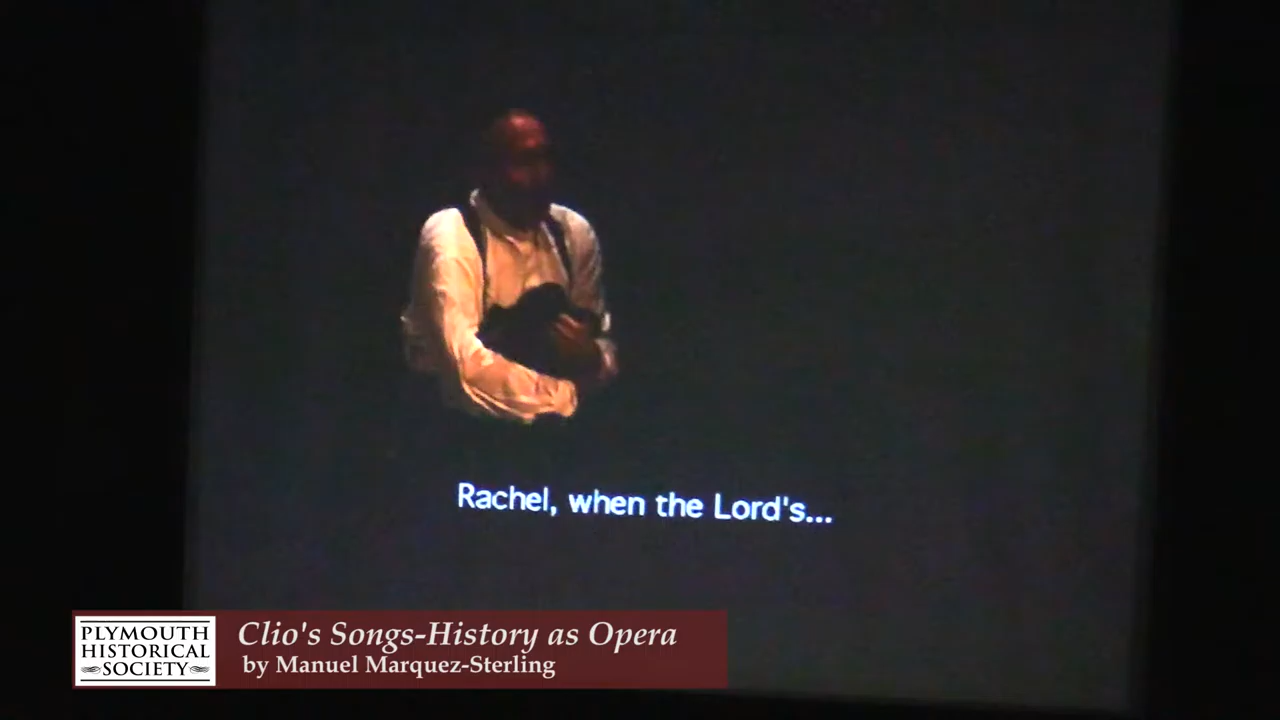 Rachel, when the Lord's...
PLYMOUTH
HISTORICAL
SOCIETY
Clio's Songs-History as Opera
by Manuel Marquez-Sterling